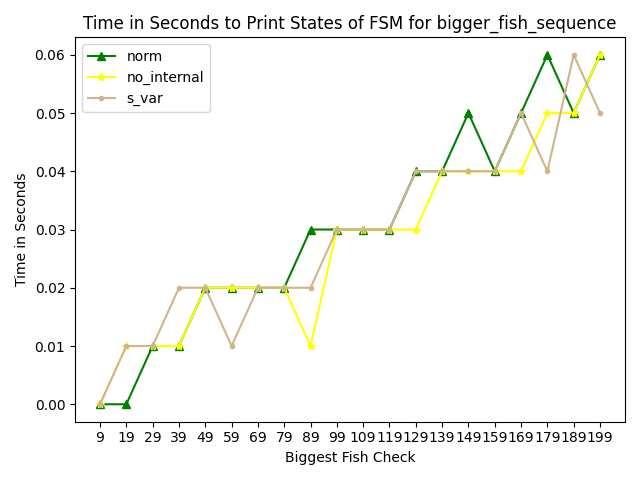 Time in Seconds to Print States of FSM for bigger_fish_sequence
norm
no_internal
s_var
0.06
0.05
0.04
0.03
0.02
0.01
0.00
Time in Seconds
9 19 29 39 49 59 69 79 89 99 109 119 129 139 149 159 169 179 189 199
Biggest Fish Check